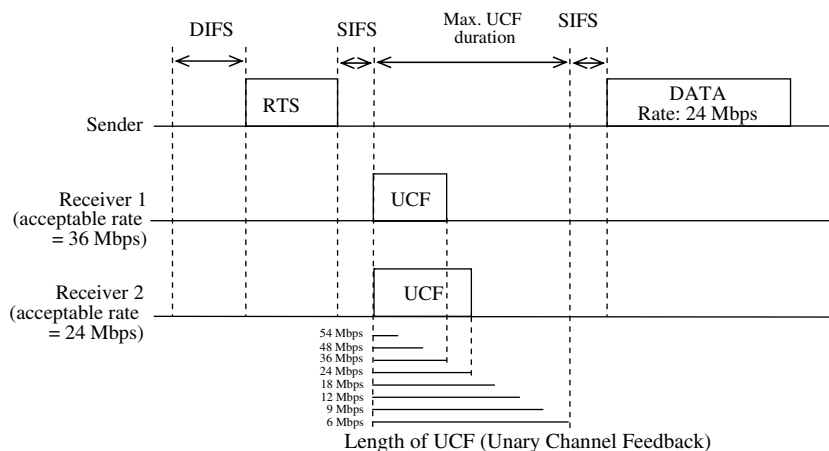 DIFS
SIFS
Max. UCF
duration
SIFS
RTS
DATA
Rate: 24 Mbps
Sender
Receiver 1
(acceptable rate
= 36 Mbps)
UCF
Receiver 2
(acceptable rate
= 24 Mbps)
UCF
54 Mbps
48 Mbps
36 Mbps
24 Mbps
18 Mbps
12 Mbps
9 Mbps
6 Mbps
Length of UCF (Unary Channel Feedback)